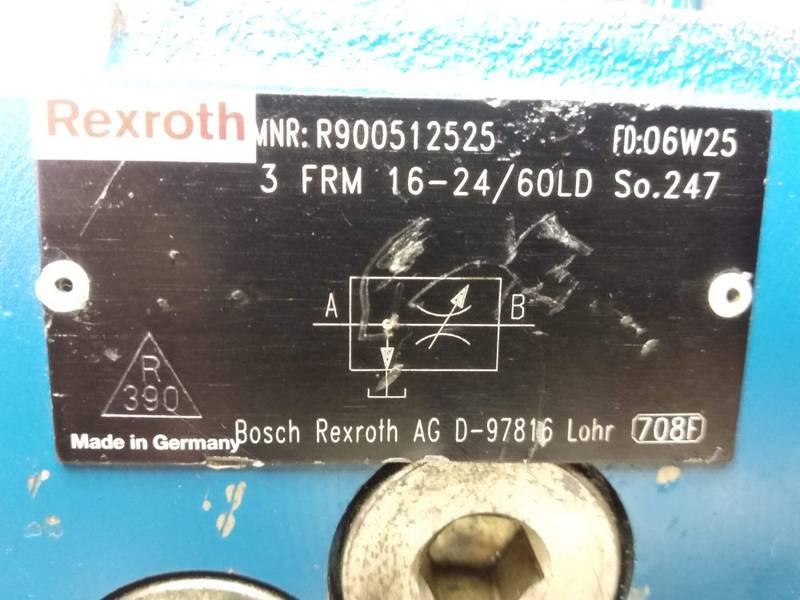 Rexroth
MNR: R900512525 FD:06W25
3 FRM 16-24/60LD So.247
A B
R
390
Made in Germany
Bosch Rexroth AG D-97816 Lohr 708F